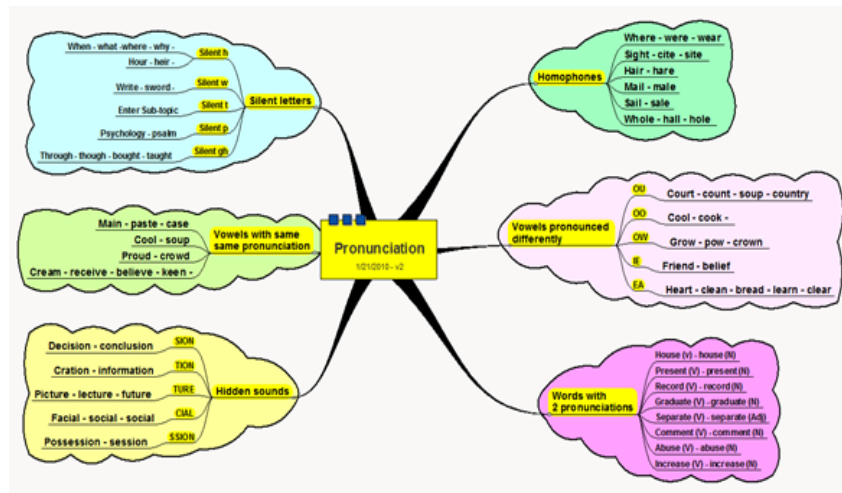 Pronunciation
1/21/2010 - v2
Silent letters
When - what -where - why -
Hour - heir -
Silent h
Write - sword -
Silent w
Enter Sub-topic
Silent t
Psychology - psalm
Silent p
Through - though - bought - taught
Silent gh
Vowels with same
same pronunciation
Main - paste - case
Cool - soup
Proud - crowd
Cream - receive - believe - keen -
Hidden sounds
Decision - conclusion
SION
Cration - information
TION
Picture - lecture - future
TURE
Facial - social - social
CIAL
Possession - session
SSION
Homophones
Where - were - wear
Sight - cite - site
Hair - hare
Mail - male
Sail - sale
Whole - hall - hole
Vowels pronounced
differently
OU
Court - count - soup - country
OO
Cool - cook -
OW
Grow - pow - crown
IE
Friend - belief
EA
Heart - clean - bread - learn - clear
Words with
2 pronunciations
House (v) - house (N)
Present (V) - present (N)
Record (V) - record (N)
Graduate (V) - graduate (N)
Separate (V) - separate (Adj)
Comment (V) - comment (N)
Abuse (V) - abuse (N)
Increase (V) - increase (N)